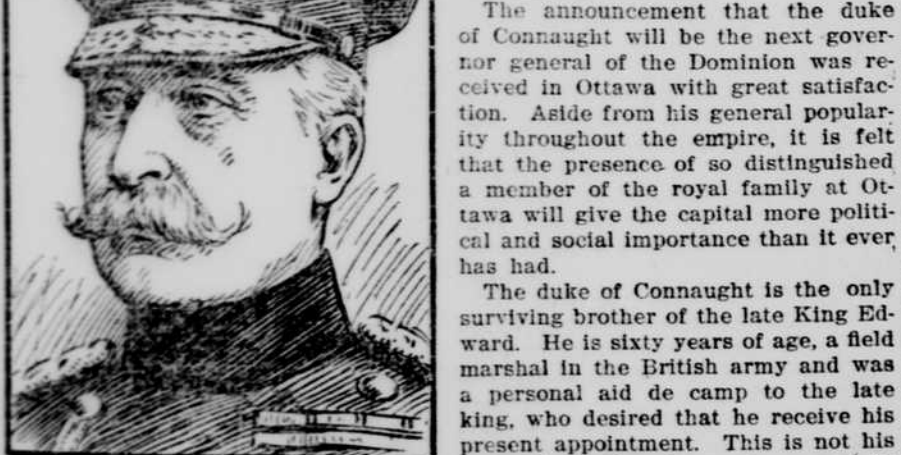 The announcement that the duke
of Connaught will be the next gover-
nor general of the Dominion was re-
ceived in Ottawa with great satisfac-
tion. Aside from his general popular-
ity throughout the empire, it is felt
that the presence of so distinguished
a member of the royal family at Ot-
tawa will give the capital more politi-
cal and social importance than it ever
has had.
The duke of Connaught is the only
surviving brother of the late King Ed-
ward. He is sixty years of age, a field
marshal in the British army and was
a personal aid de camp to the late
king, who desired that he receive his
present appointment. This is not his